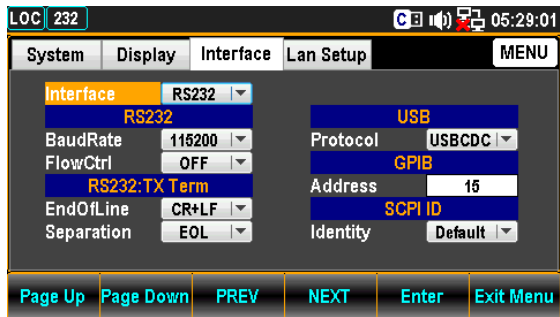 LOC 232 C 05:29:01
System Display Interface Lan Setup MENU
Interface RS232
RS232 USB
BaudRate 115200 Protocol USBCDC
FlowCtrl OFF GPIB
RS232:TX Term Address 15
EndOfLine CR+LF SCPI ID
Separation EOL Identity Default
Page Up Page Down PREV NEXT Enter Exit Menu